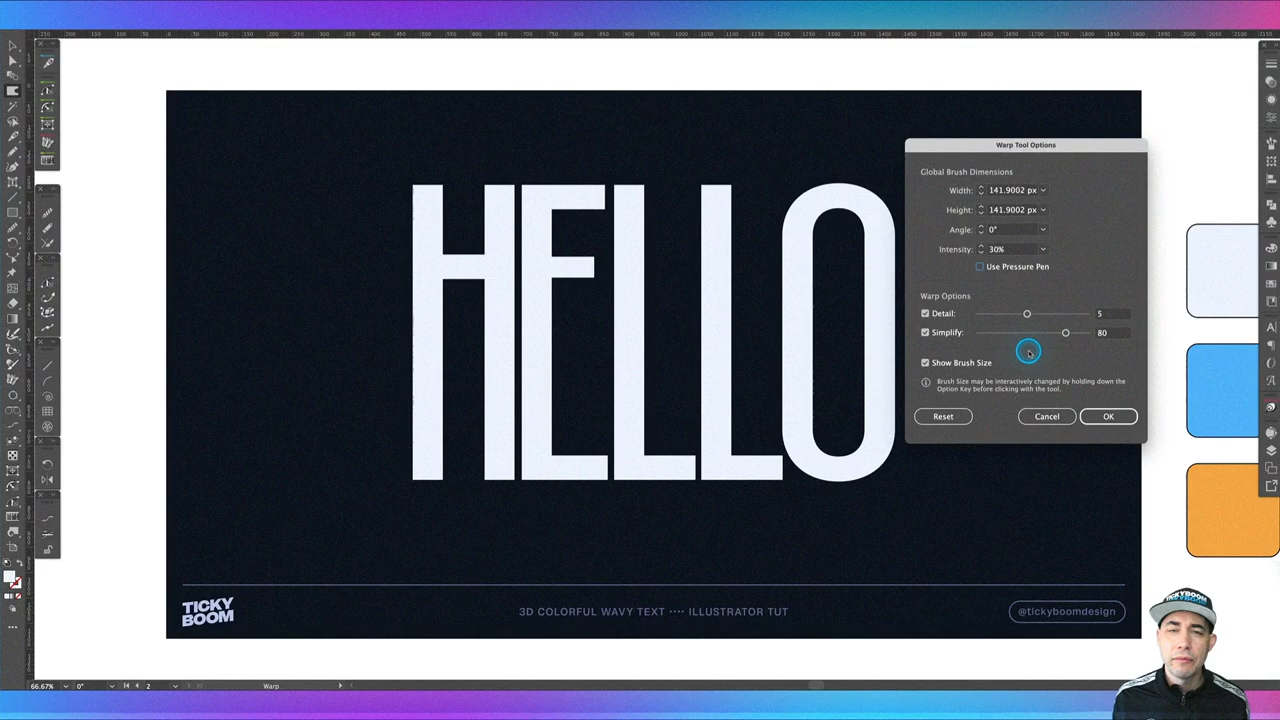 Warp Tool Options
Global Brush Dimensions
Width: 141.9002 px
Height: 141.9002 px
Angle: 0°
Intensity: 30%
Use Pressure Pen
Warp Options
Detail: 5
Simplify: 80
Show Brush Size
Brush Size may be interactively changed by holding down the
Option Key before clicking with the tool.
Reset Cancel OK
HELLO
TICKY
BOOM
3D COLORFUL WAVY TEXT •••• ILLUSTRATOR TUT
@tickyboomdesign
66.67% 0° 2 Warp